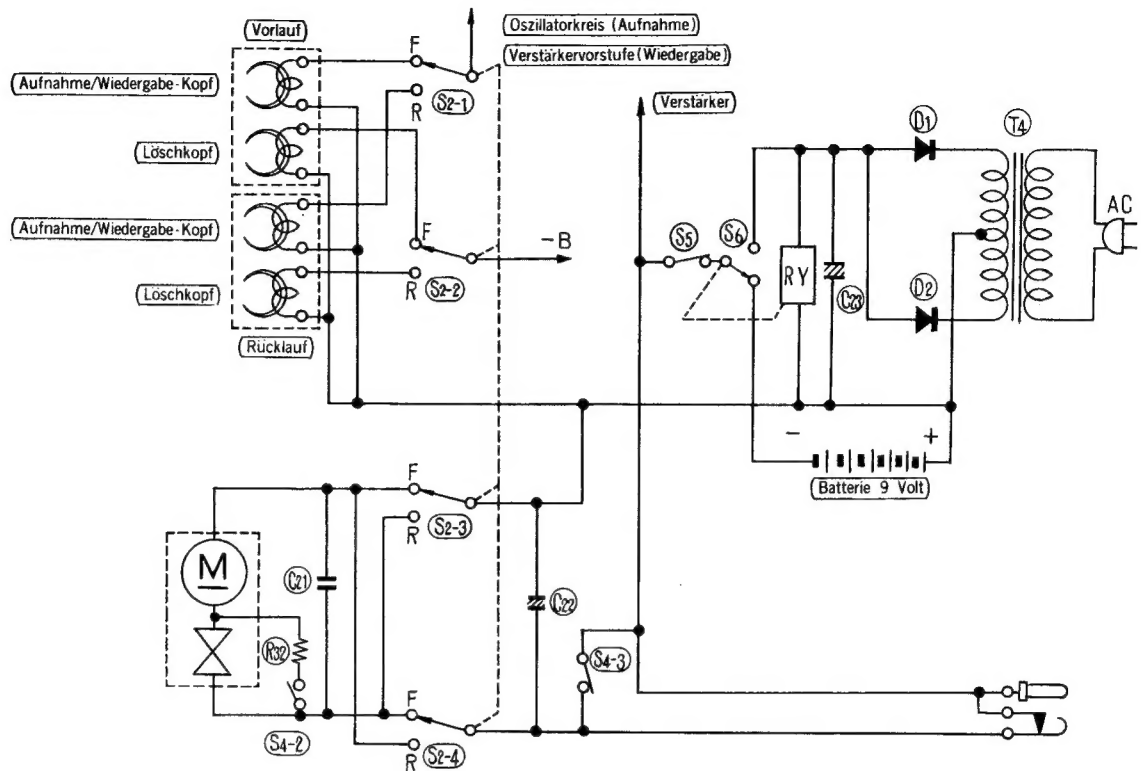 (Vorlauf)
(Oszillatorkreis (Aufnahme))
(Verstärkervorstufe (Wiedergabe))
(Aufnahme/Wiedergabe-Kopf)
F
R
S2-1
(Löschkopf)
(Verstärker)
D1
T4
AC
(Aufnahme/Wiedergabe-Kopf)
F
-B
S5
S6
RY
C23
D2
(Löschkopf)
R
S2-2
(Rücklauf)
- +
(Batterie 9 Volt)
F
R
S2-3
M
C21
C22
R32
S4-3
F
S4-2
R
S2-4